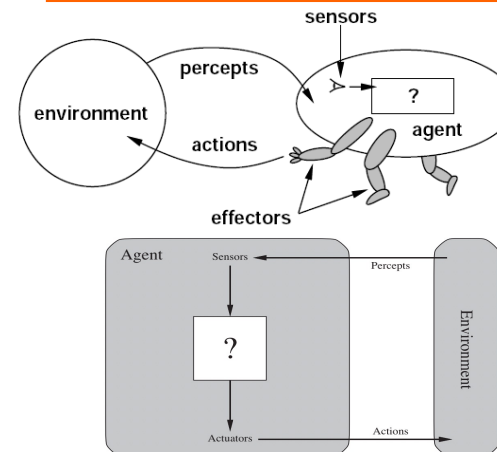 sensors
percepts
environment
?
agent
actions
effectors
Agent
Sensors
Percepts
?
Environment
Actuators
Actions